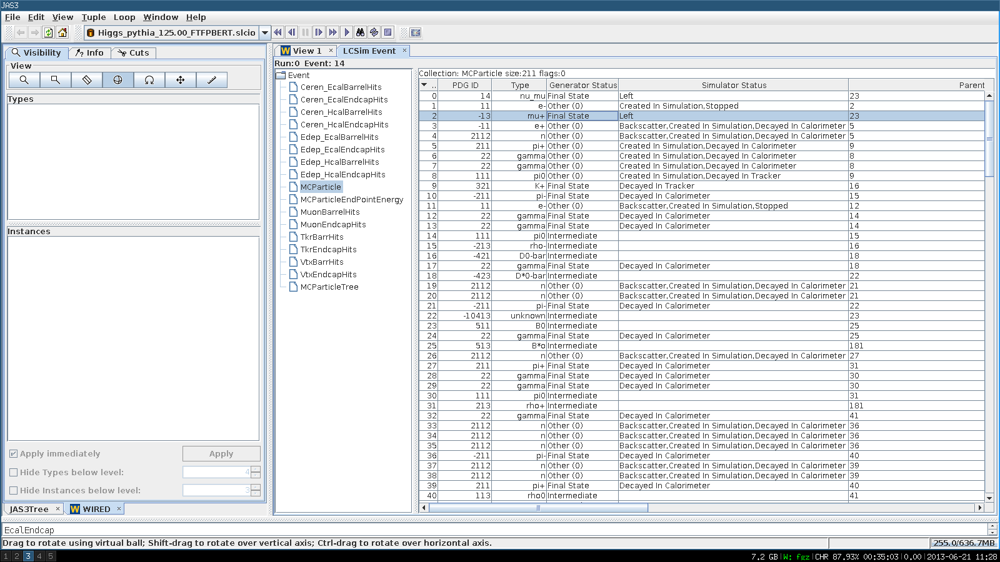 JAS3
File Edit View Tuple Loop Window Help
Higgs_pythia_125.00_FTFPBERT.slcio
Visibility Info Cuts
View
Types
Instances
Apply immediately Apply
Hide Types below level: 4
Hide Instances below level: 3
JAS3Tree × WIRED ×
View 1 × LCSim Event ×
Run:0 Event: 14
Event
Ceren_EcalBarrelHits
Ceren_EcalEndcapHits
Ceren_HcalBarrelHits
Ceren_HcalEndcapHits
Edep_EcalBarrelHits
Edep_EcalEndcapHits
Edep_HcalBarrelHits
Edep_HcalEndcapHits
MCParticle
MCParticleEndPointEnergy
MuonBarrelHits
MuonEndcapHits
TkrBarrHits
TkrEndcapHits
VtxBarrHits
VtxEndcapHits
MCParticleTree
Collection: MCParticle size:211 flags:0
.. PDG ID Type Generator Status Simulator Status Parent
0 14 nu_mu Final State Left 23
1 11 e- Other (0) Created In Simulation,Stopped 2
2 -13 mu+ Final State Left 23
3 -11 e+ Other (0) Backscatter,Created In Simulation,Decayed In Calorimeter 5
4 2112 n Other (0) Backscatter,Created In Simulation,Decayed In Calorimeter 5
5 211 pi+ Other (0) Created In Simulation,Decayed In Calorimeter 9
6 22 gamma Other (0) Created In Simulation,Decayed In Calorimeter 8
7 22 gamma Other (0) Created In Simulation,Decayed In Calorimeter 8
8 111 pi0 Other (0) Created In Simulation,Decayed In Tracker 9
9 321 K+ Final State Decayed In Tracker 16
10 -211 pi- Final State Decayed In Calorimeter 15
11 11 e- Other (0) Backscatter,Created In Simulation,Stopped 12
12 22 gamma Final State Decayed In Calorimeter 14
13 22 gamma Final State Decayed In Calorimeter 14
14 111 pi0 Intermediate 15
15 -213 rho- Intermediate 16
16 -421 D0-bar Intermediate 18
17 22 gamma Final State Decayed In Calorimeter 18
18 -423 D*0-bar Intermediate 22
19 2112 n Other (0) Backscatter,Created In Simulation,Decayed In Calorimeter 21
20 2112 n Other (0) Backscatter,Created In Simulation,Decayed In Calorimeter 21
21 -211 pi- Final State Decayed In Calorimeter 22
22 -10413 unknown Intermediate 23
23 511 B0 Intermediate 25
24 22 gamma Final State Decayed In Calorimeter 25
25 513 B*o Intermediate 181
26 2112 n Other (0) Backscatter,Created In Simulation,Decayed In Calorimeter 27
27 211 pi+ Final State Decayed In Calorimeter 31
28 22 gamma Final State Decayed In Calorimeter 30
29 22 gamma Final State Decayed In Calorimeter 30
30 111 pi0 Intermediate 31
31 213 rho+ Intermediate 181
32 22 gamma Final State Decayed In Calorimeter 41
33 2112 n Other (0) Backscatter,Created In Simulation,Decayed In Calorimeter 36
34 2112 n Other (0) Backscatter,Created In Simulation,Decayed In Calorimeter 36
35 2112 n Other (0) Backscatter,Created In Simulation,Decayed In Calorimeter 36
36 -211 pi- Final State Decayed In Calorimeter 40
37 2112 n Other (0) Backscatter,Created In Simulation,Decayed In Calorimeter 39
38 2112 n Other (0) Backscatter,Created In Simulation,Decayed In Calorimeter 39
39 211 pi+ Final State Decayed In Calorimeter 40
40 113 rho0 Intermediate 41
EcalEndcap
Drag to rotate using virtual ball; Shift-drag to rotate over vertical axis; Ctrl-drag to rotate over horizontal axis. 255.0/636.7MB
1 2 3 4 5 7.2 GB|W: fgz|CHR 87.93% 00:35:03|0.00|2013-06-21 11:28